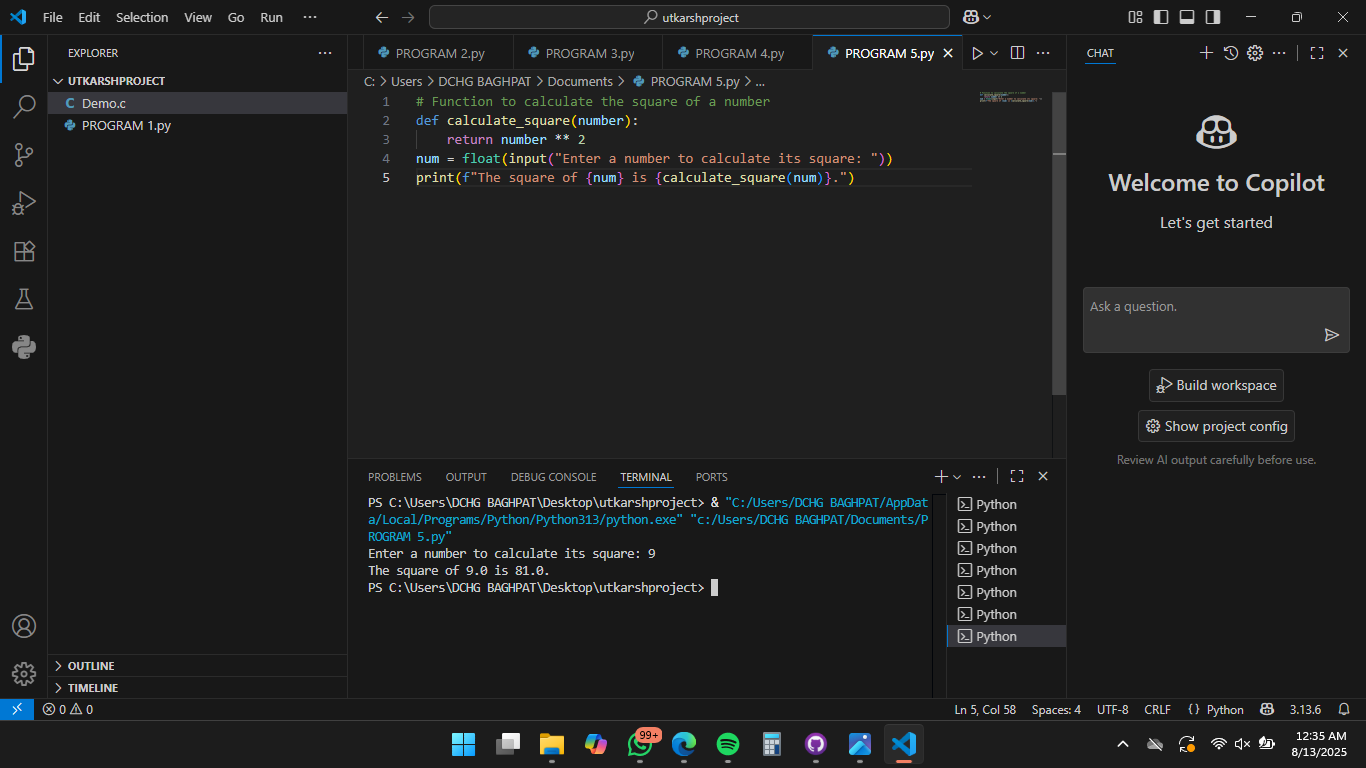 File Edit Selection View Go Run ···
utkarshproject
EXPLORER ···
UTKARSHPROJECT
C Demo.c
PROGRAM 1.py
OUTLINE
TIMELINE
PROGRAM 2.py PROGRAM 3.py PROGRAM 4.py PROGRAM 5.py
C: > Users > DCHG BAGHPAT > Documents > PROGRAM 5.py > ...
1 # Function to calculate the square of a number
2 def calculate_square(number):
3 return number ** 2
4 num = float(input("Enter a number to calculate its square: "))
5 print(f"The square of {num} is {calculate_square(num)}.")
PROBLEMS OUTPUT DEBUG CONSOLE TERMINAL PORTS
PS C:\Users\DCHG BAGHPAT\Desktop\utkarshproject> & "C:/Users/DCHG BAGHPAT/AppDat
a/Local/Programs/Python/Python313/python.exe" "c:/Users/DCHG BAGHPAT/Documents/P
ROGRAM 5.py"
Enter a number to calculate its square: 9
The square of 9.0 is 81.0.
PS C:\Users\DCHG BAGHPAT\Desktop\utkarshproject>
Python
Python
Python
Python
Python
Python
Python
CHAT
Welcome to Copilot
Let's get started
Ask a question.
Build workspace
Show project config
Review AI output carefully before use.
0 0 Ln 5, Col 58 Spaces: 4 UTF-8 CRLF {} Python 3.13.6
99+
12:35 AM
8/13/2025